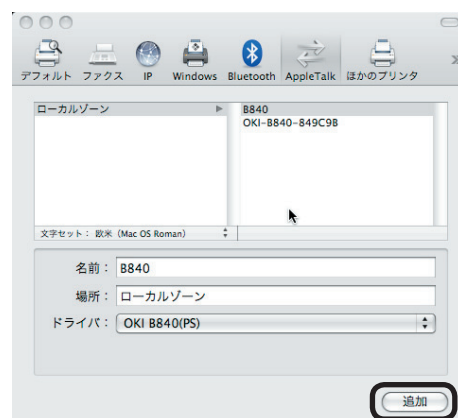 デフォルト ファクス IP Windows Bluetooth AppleTalk ほかのプリンタ
ローカルゾーン
B840
OKI-B840-849C9B
文字セット： 欧米（Mac OS Roman）
名前： B840
場所： ローカルゾーン
ドライバ： OKI B840(PS)
追加